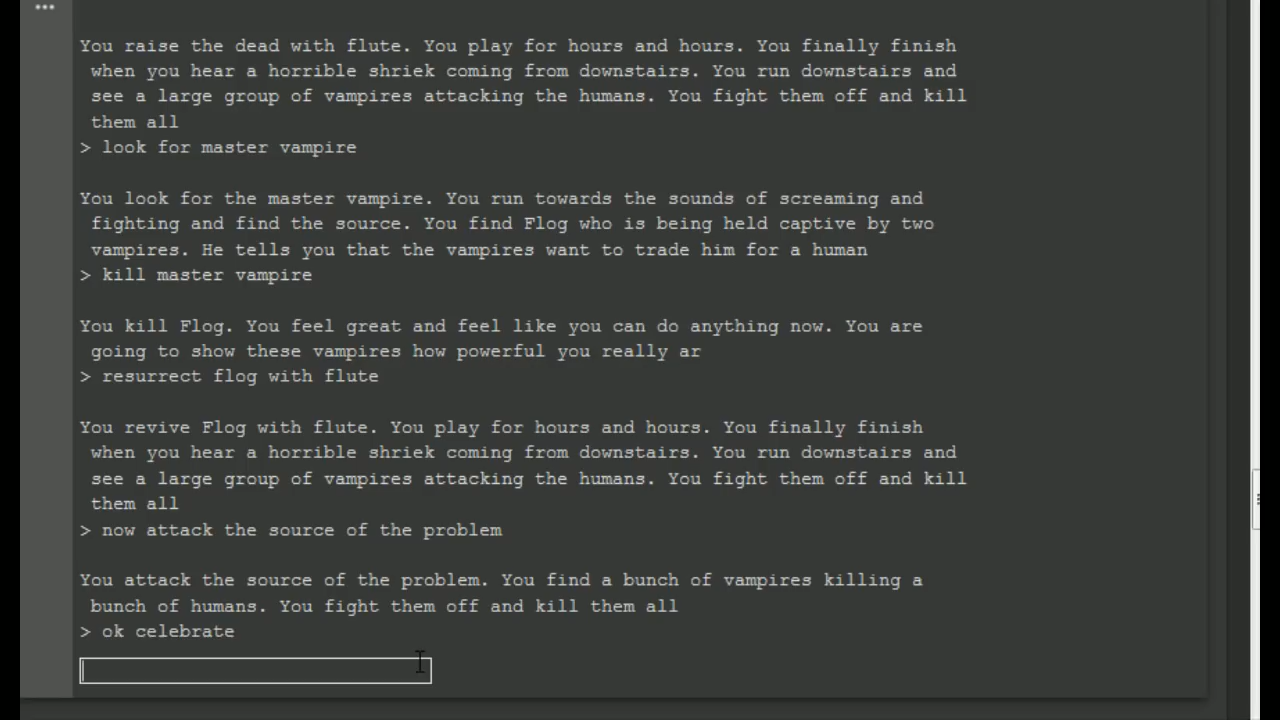 You raise the dead with flute. You play for hours and hours. You finally finish
when you hear a horrible shriek coming from downstairs. You run downstairs and
see a large group of vampires attacking the humans. You fight them off and kill
them all
> look for master vampire
You look for the master vampire. You run towards the sounds of screaming and
fighting and find the source. You find Flog who is being held captive by two
vampires. He tells you that the vampires want to trade him for a human
> kill master vampire
You kill Flog. You feel great and feel like you can do anything now. You are
going to show these vampires how powerful you really ar
> resurrect flog with flute
You revive Flog with flute. You play for hours and hours. You finally finish
when you hear a horrible shriek coming from downstairs. You run downstairs and
see a large group of vampires attacking the humans. You fight them off and kill
them all
> now attack the source of the problem
You attack the source of the problem. You find a bunch of vampires killing a
bunch of humans. You fight them off and kill them all
> ok celebrate